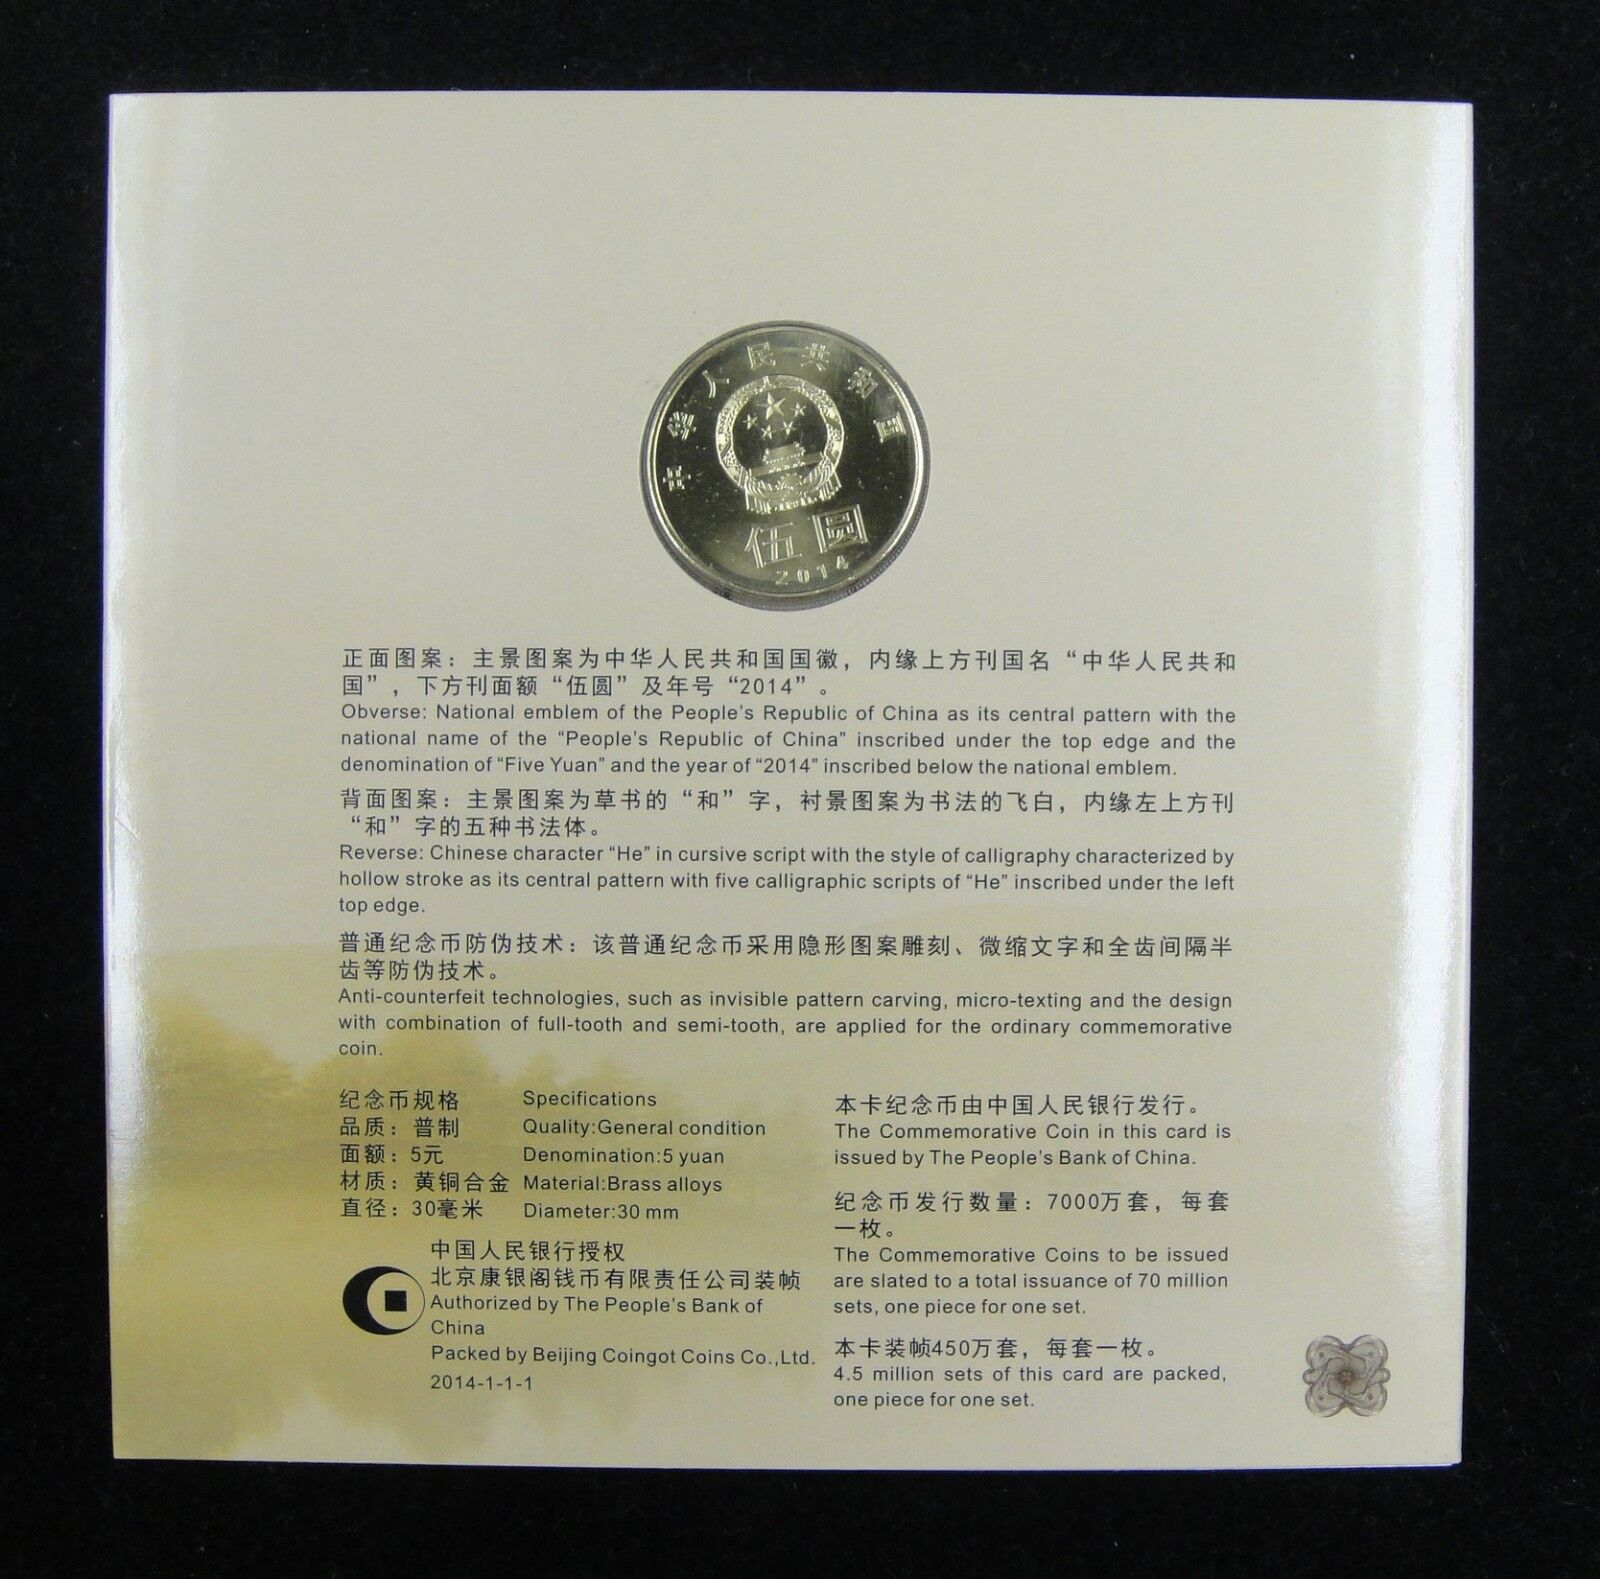 中华人民共和国
伍圆
2014
正面图案：主景图案为中华人民共和国国徽，内缘上方刊国名“中华人民共和
国”，下方刊面额“伍圆”及年号“2014”。
Obverse: National emblem of the People’s Republic of China as its central pattern with the
national name of the “People’s Republic of China” inscribed under the top edge and the
denomination of “Five Yuan” and the year of “2014” inscribed below the national emblem.
背面图案：主景图案为草书的“和”字，衬景图案为书法的飞白，内缘左上方刊
“和”字的五种书法体。
Reverse: Chinese character “He” in cursive script with the style of calligraphy characterized by
hollow stroke as its central pattern with five calligraphic scripts of “He” inscribed under the left
top edge.
普通纪念币防伪技术：该普通纪念币采用隐形图案雕刻、微缩文字和全齿间隔半
齿等防伪技术。
Anti-counterfeit technologies, such as invisible pattern carving, micro-texting and the design
with combination of full-tooth and semi-tooth, are applied for the ordinary commemorative
coin.
纪念币规格 Specifications
品质：普制 Quality:General condition
面额：5元 Denomination:5 yuan
材质：黄铜合金 Material:Brass alloys
直径：30毫米 Diameter:30 mm
中国人民银行授权
北京康银阁钱币有限责任公司装帧
Authorized by The People’s Bank of
China
Packed by Beijing Coingot Coins Co.,Ltd.
2014-1-1-1
本卡纪念币由中国人民银行发行。
The Commemorative Coin in this card is
issued by The People’s Bank of China.
纪念币发行数量：7000万套，每套
一枚。
The Commemorative Coins to be issued
are slated to a total issuance of 70 million
sets, one piece for one set.
本卡装帧450万套，每套一枚。
4.5 million sets of this card are packed,
one piece for one set.